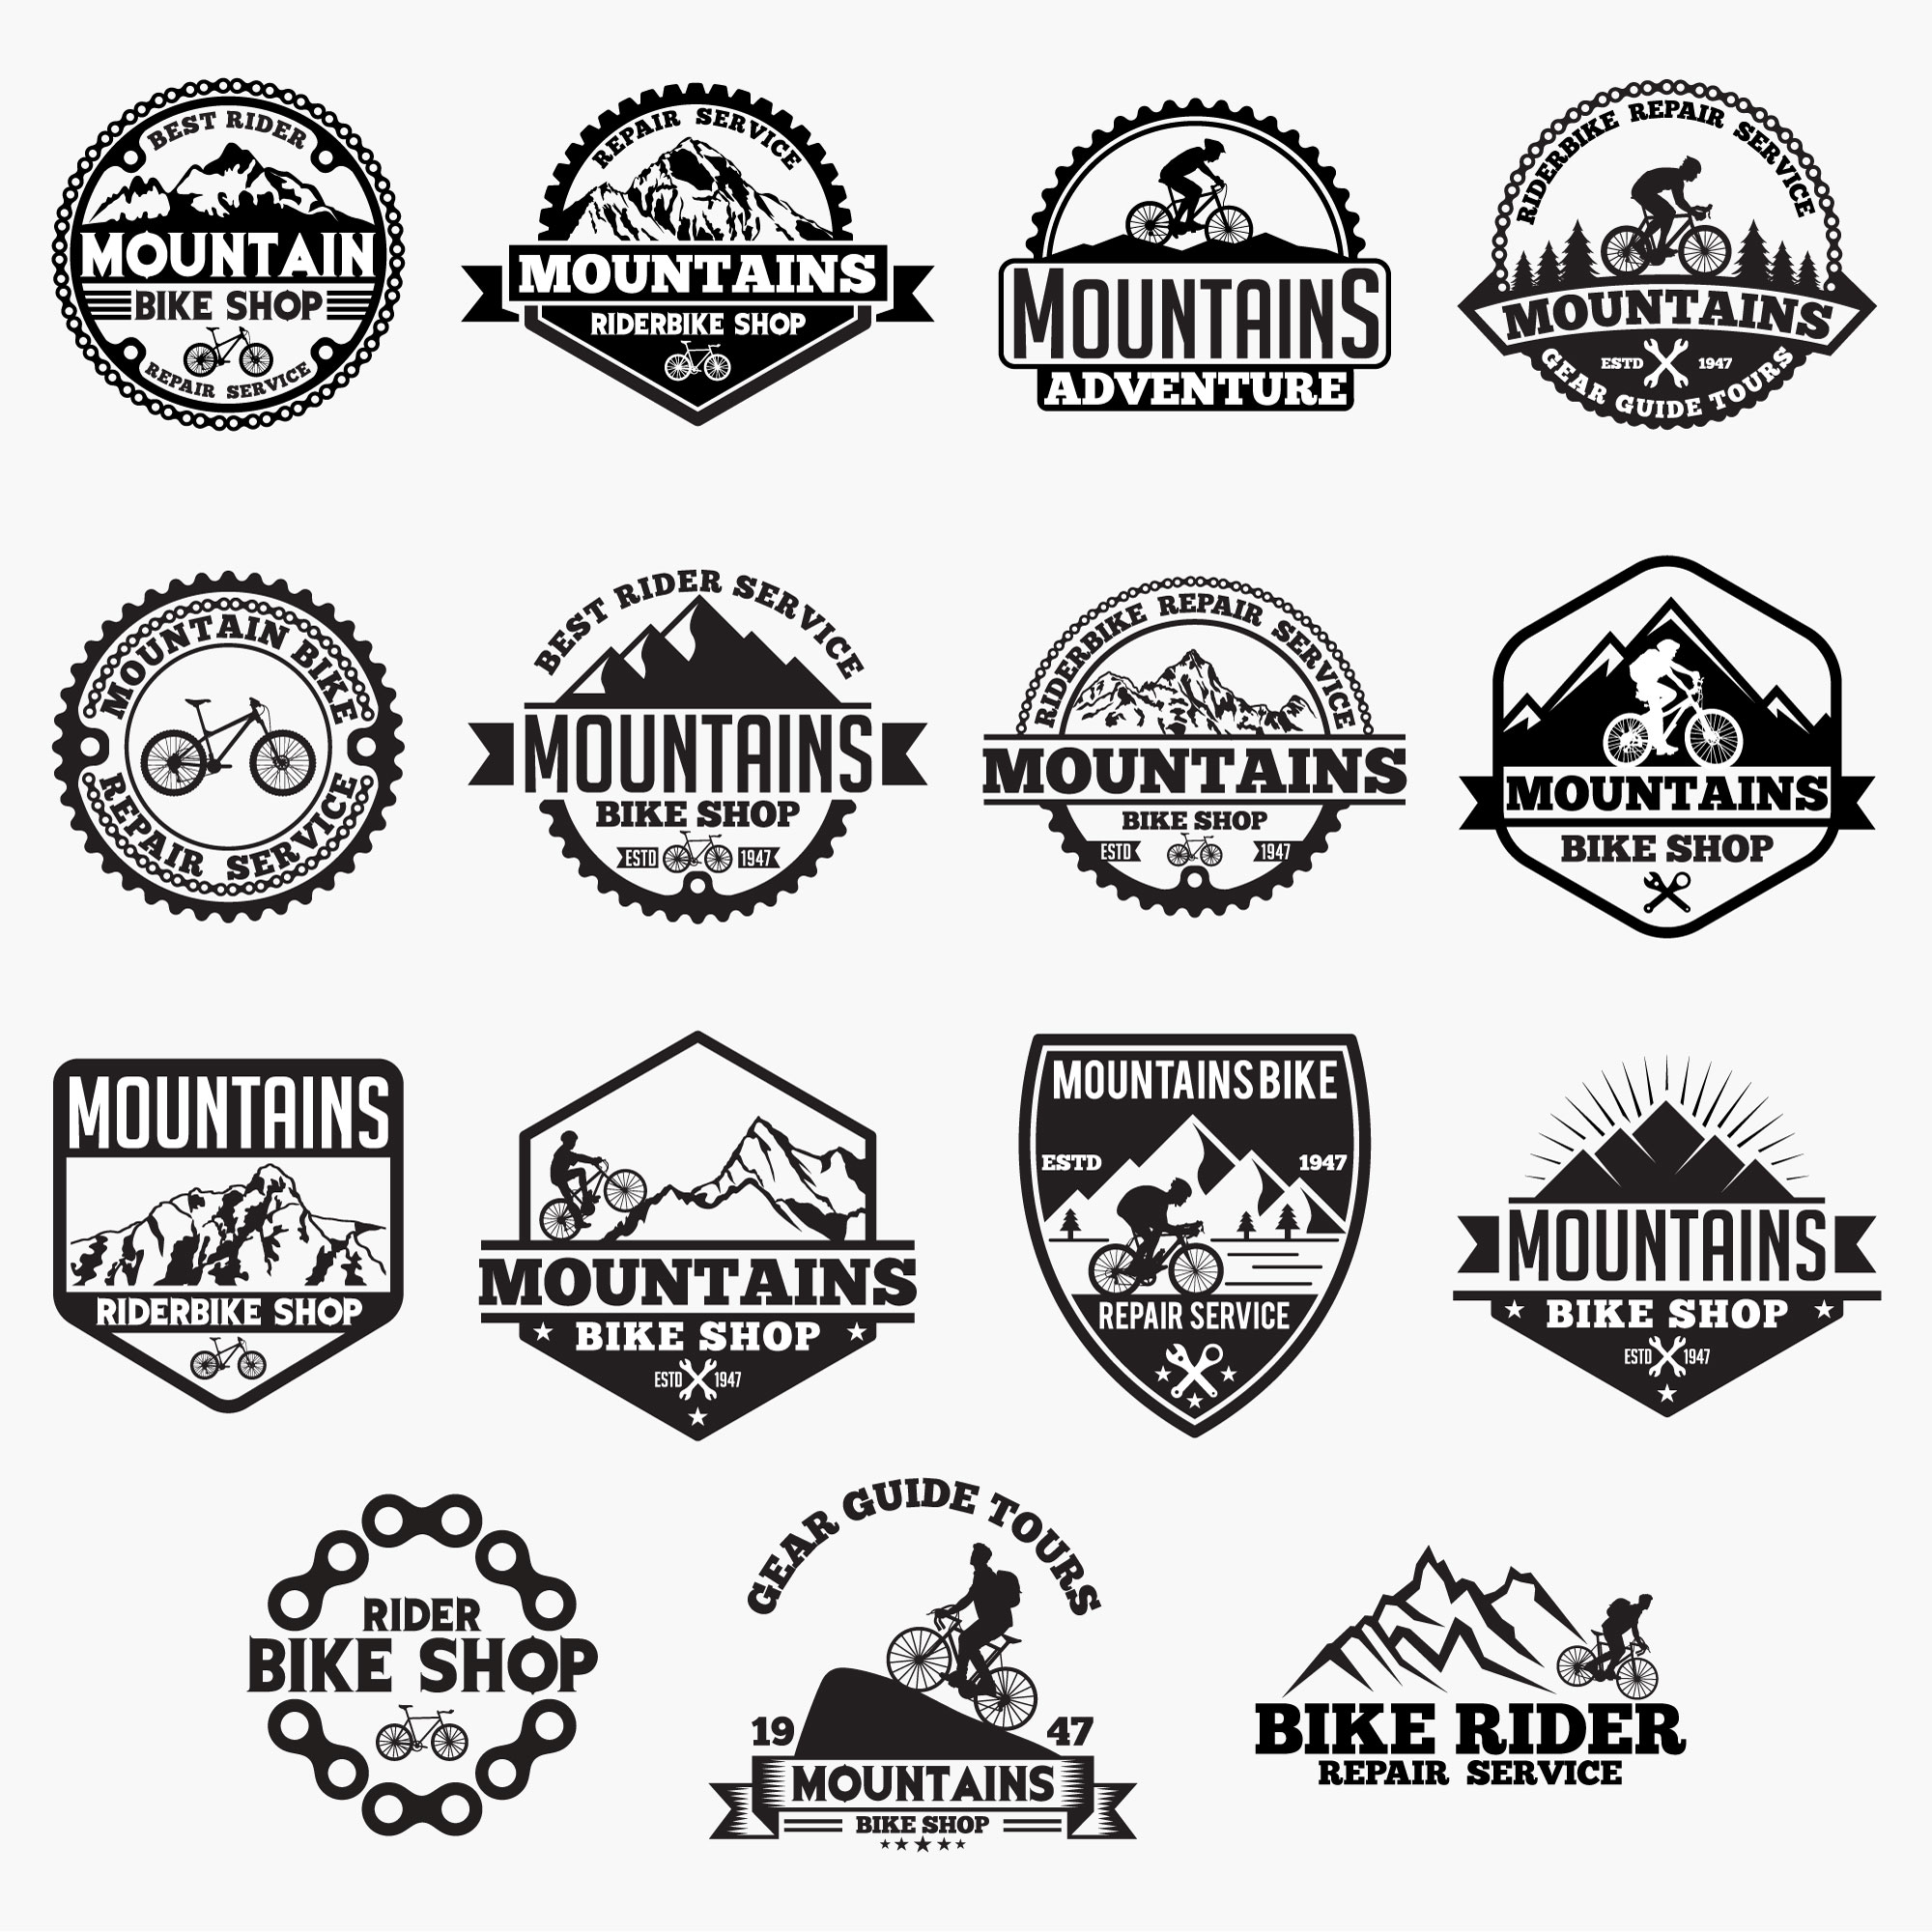 BEST RIDER
MOUNTAIN
BIKE SHOP
REPAIR SERVICE
REPAIR SERVICE
MOUNTAINS
RIDERBIKE SHOP
MOUNTAINS
ADVENTURE
RIDERBIKE REPAIR SERVICE
MOUNTAINS
ESTD 1947
GEAR GUIDE TOURS
MOUNTAIN BIKE
REPAIR SERVICE
BEST RIDER SERVICE
MOUNTAINS
BIKE SHOP
ESTD 1947
RIDERBIKE REPAIR SERVICE
MOUNTAINS
BIKE SHOP
ESTD 1947
MOUNTAINS
BIKE SHOP
MOUNTAINS
RIDERBIKE SHOP
MOUNTAINS
BIKE SHOP
ESTD 1947
MOUNTAINS BIKE
ESTD 1947
REPAIR SERVICE
MOUNTAINS
BIKE SHOP
ESTD 1947
RIDER
BIKE SHOP
GEAR GUIDE TOURS
19 47
MOUNTAINS
BIKE SHOP
BIKE RIDER
REPAIR SERVICE